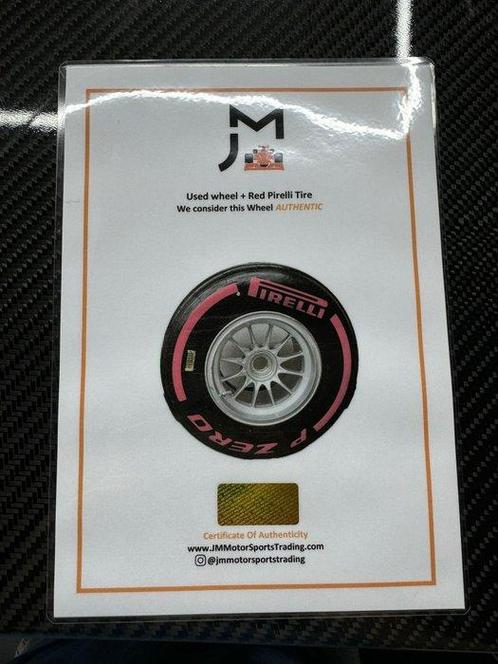 JM
Used wheel + Red Pirelli Tire
We consider this Wheel AUTHENTIC
PIRELLI
P ZERO
Certificate Of Authenticity
www.JMMotorSportsTrading.com
@jmmotorsportstrading